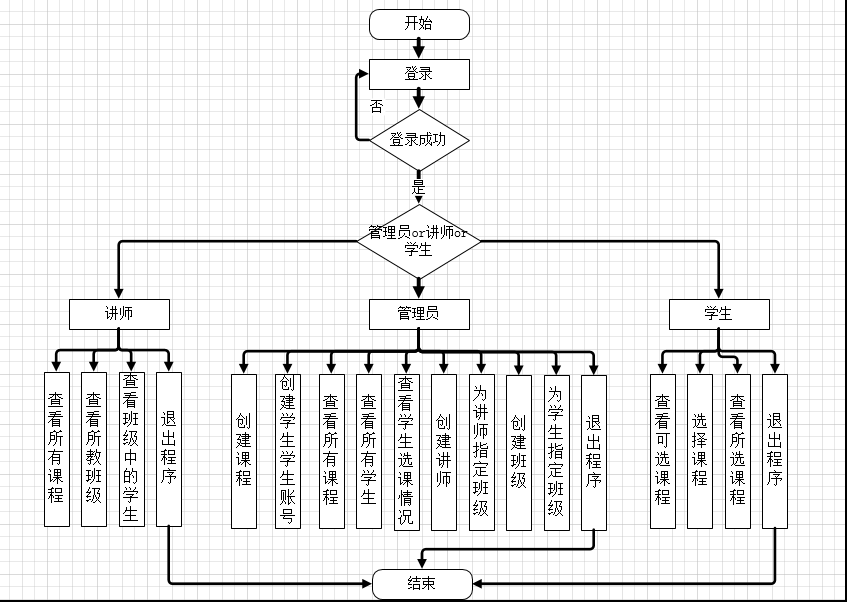 开始
登录
否
登录成功
是
管理员or讲师or
学生
讲师
管理员
学生
查看所有课程
查看所教班级
查看班级中的学生
退出程序
创建课程
创建学生学生账号
查看所有课程
查看所有学生
查看学生选课情况
创建讲师
为讲师指定班级
创建班级
为学生指定班级
退出程序
查看可选课程
选择课程
查看所选课程
退出程序
结束